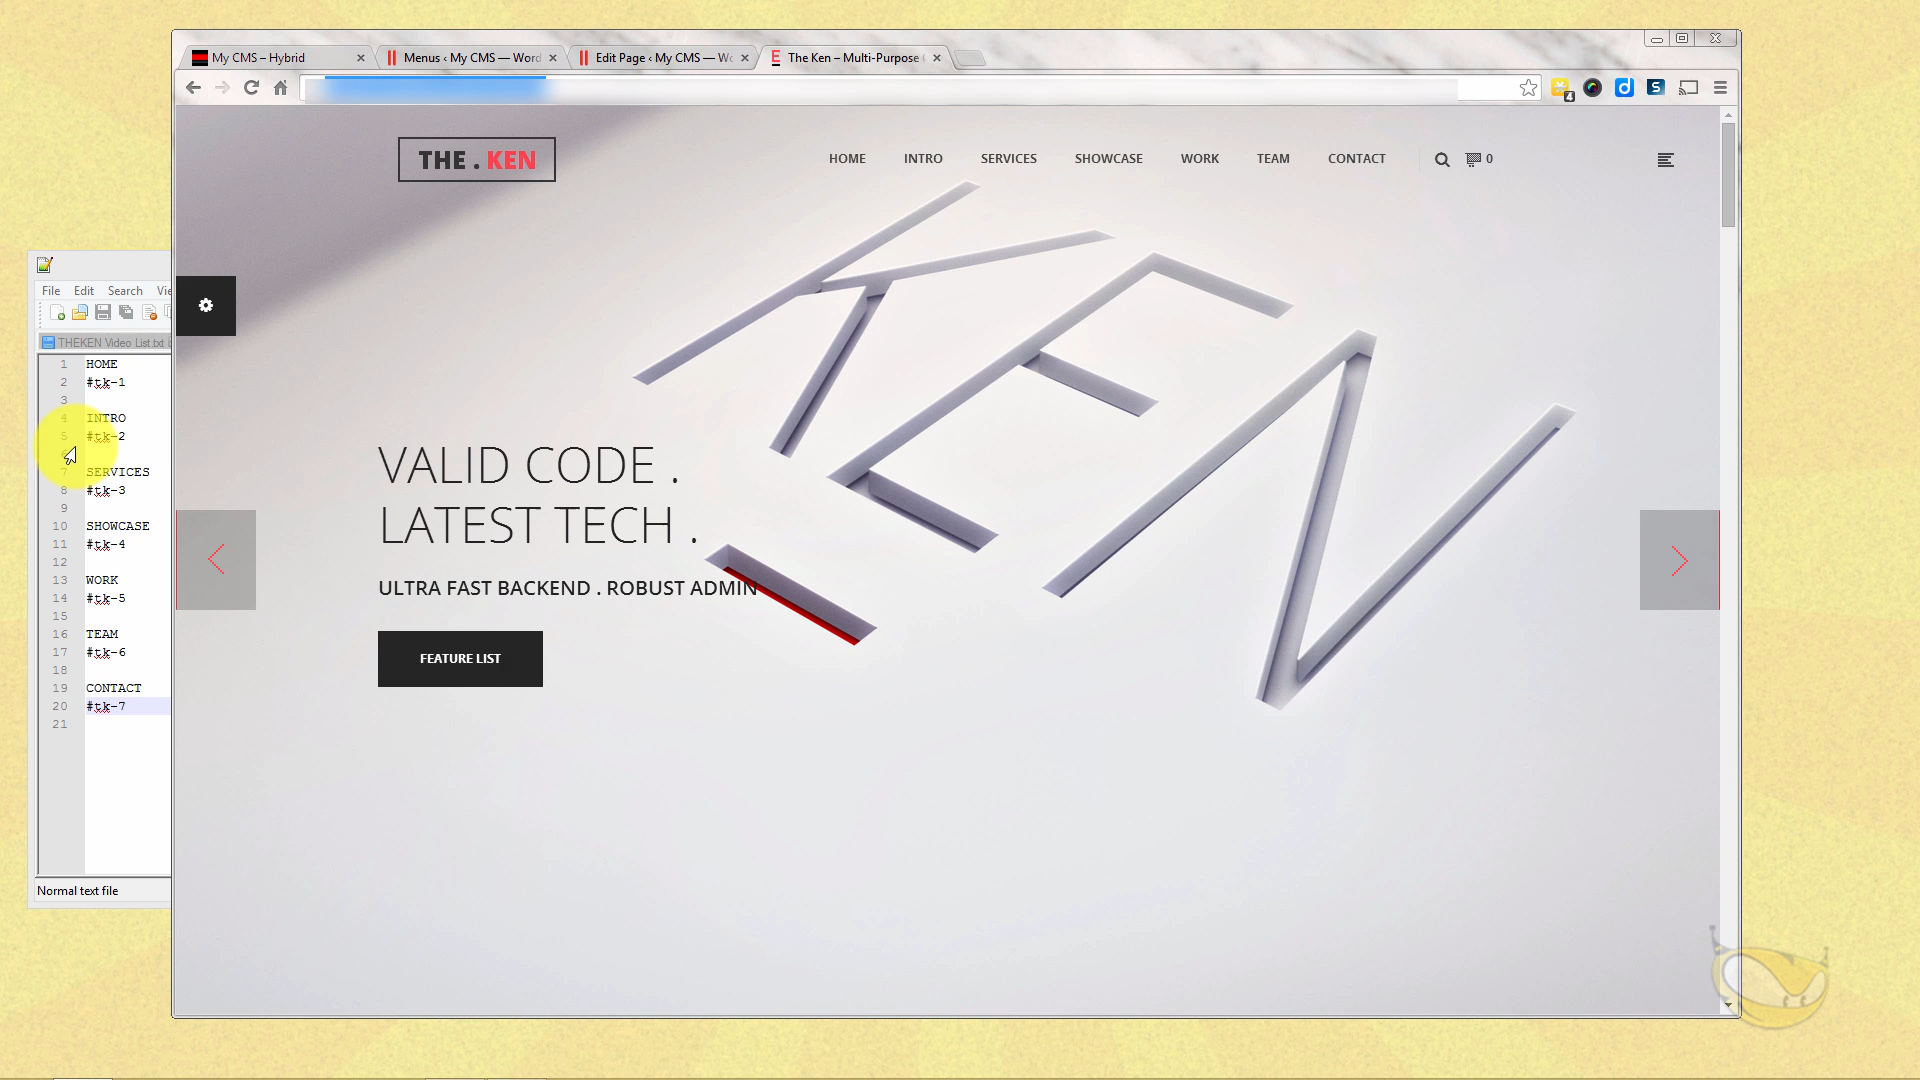 My CMS – Hybrid
Menus ‹ My CMS — Word
Edit Page ‹ My CMS — Wo
The Ken – Multi-Purpose
4
THE . KEN
HOME INTRO SERVICES SHOWCASE WORK TEAM CONTACT 0
KEN
VALID CODE .
LATEST TECH .
ULTRA FAST BACKEND . ROBUST ADMIN
FEATURE LIST
File Edit Search Vie
THEKEN Video List.txt
1 HOME
2 #tk-1
3
4 INTRO
5 #tk-2
6
7 SERVICES
8 #tk-3
9
10 SHOWCASE
11 #tk-4
12
13 WORK
14 #tk-5
15
16 TEAM
17 #tk-6
18
19 CONTACT
20 #tk-7
21
Normal text file